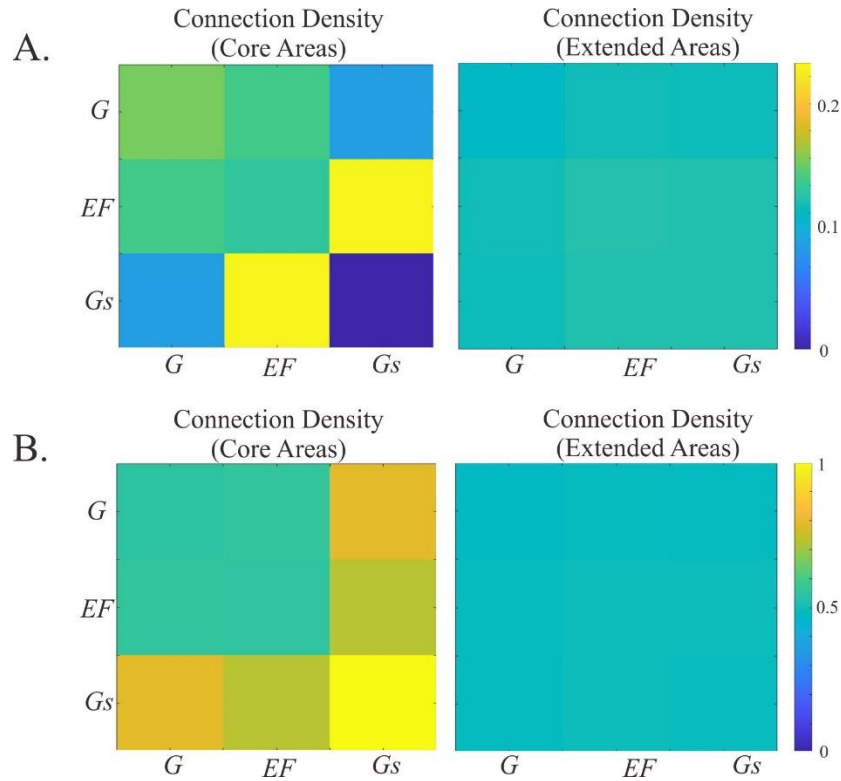 A.
Connection Density
(Core Areas)
Connection Density
(Extended Areas)
G
EF
Gs
G EF Gs
G EF Gs
0.2
0.1
0
B.
Connection Density
(Core Areas)
Connection Density
(Extended Areas)
G
EF
Gs
G EF Gs
G EF Gs
1
0.5
0